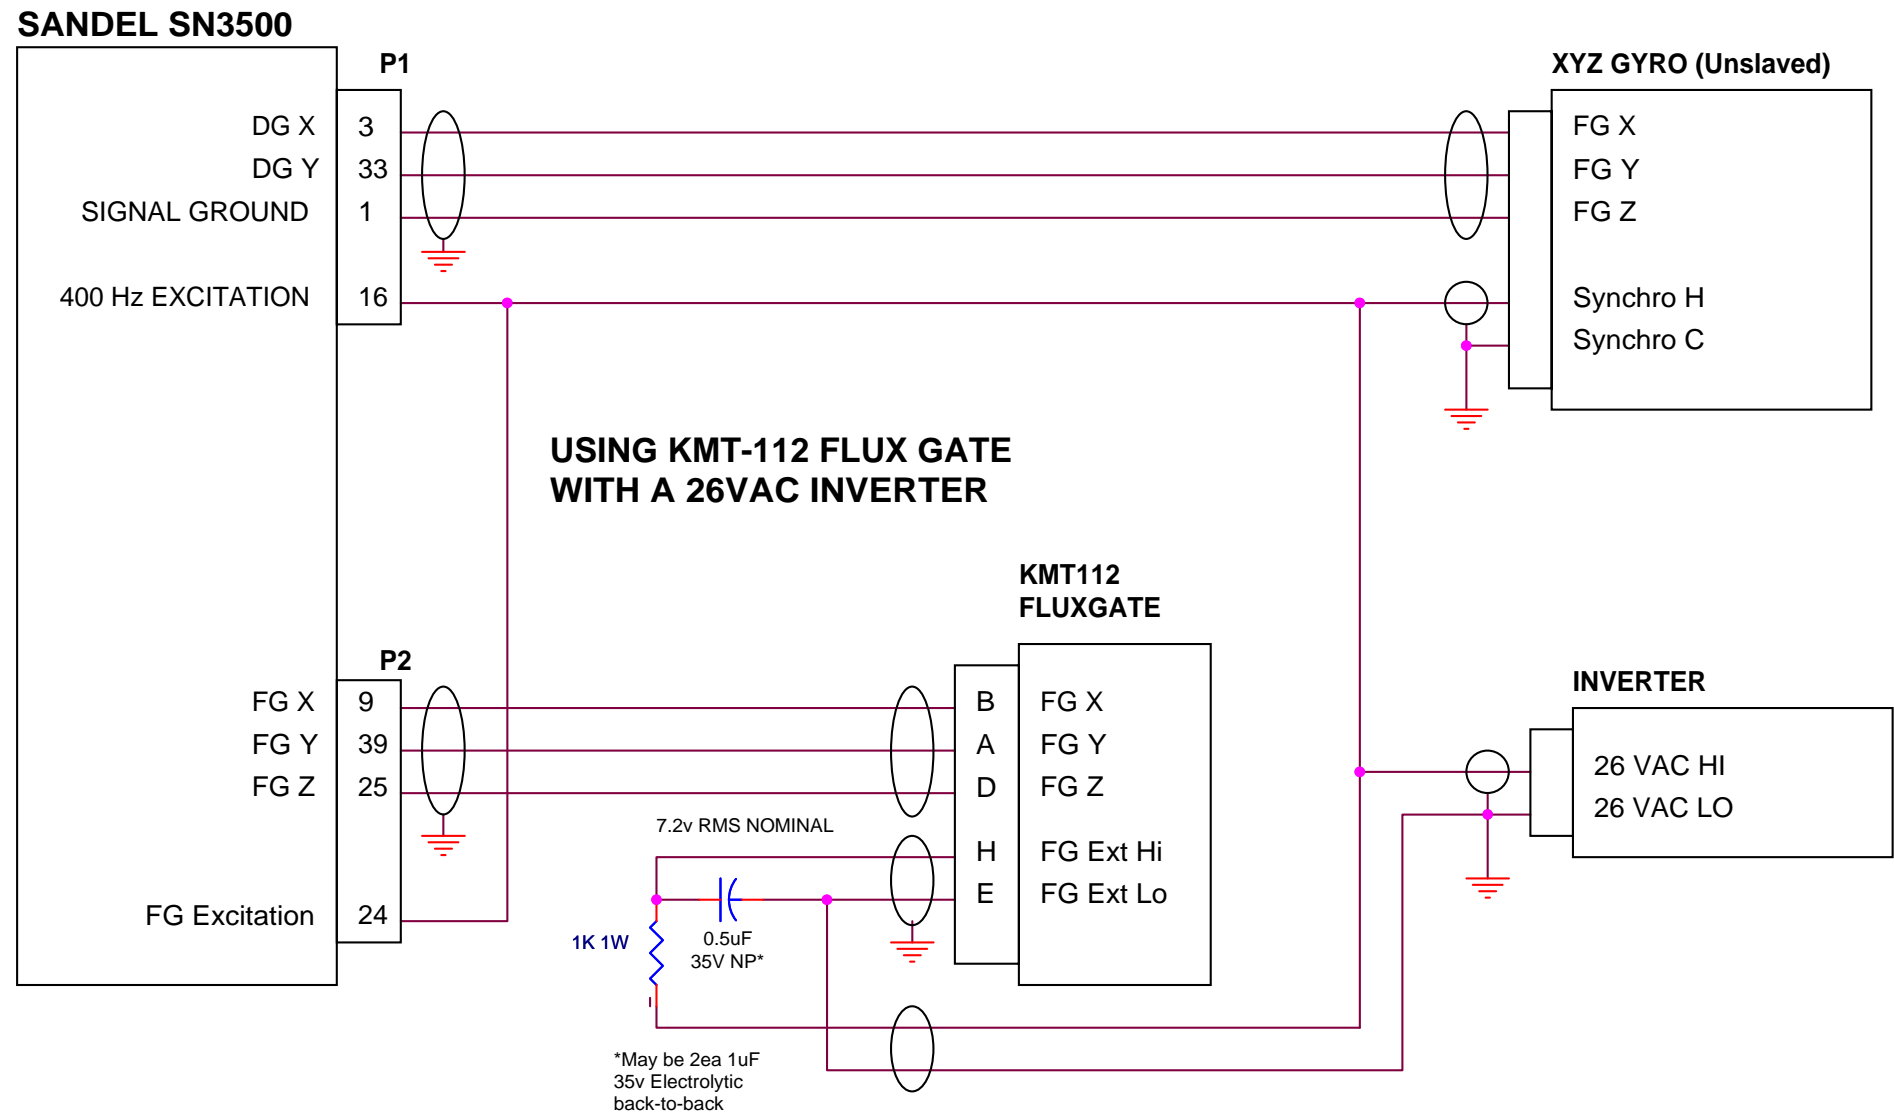 SANDEL SN3500
P1
DG X 3
DG Y 33
SIGNAL GROUND 1
400 Hz EXCITATION 16
XYZ GYRO (Unslaved)
FG X
FG Y
FG Z
Synchro H
Synchro C
USING KMT-112 FLUX GATE
WITH A 26VAC INVERTER
KMT112
FLUXGATE
P2
FG X 9
FG Y 39
FG Z 25
FG Excitation 24
B FG X
A FG Y
D FG Z
H FG Ext Hi
E FG Ext Lo
7.2v RMS NOMINAL
1K 1W
0.5uF
35V NP*
*May be 2ea 1uF
35v Electrolytic
back-to-back
INVERTER
26 VAC HI
26 VAC LO